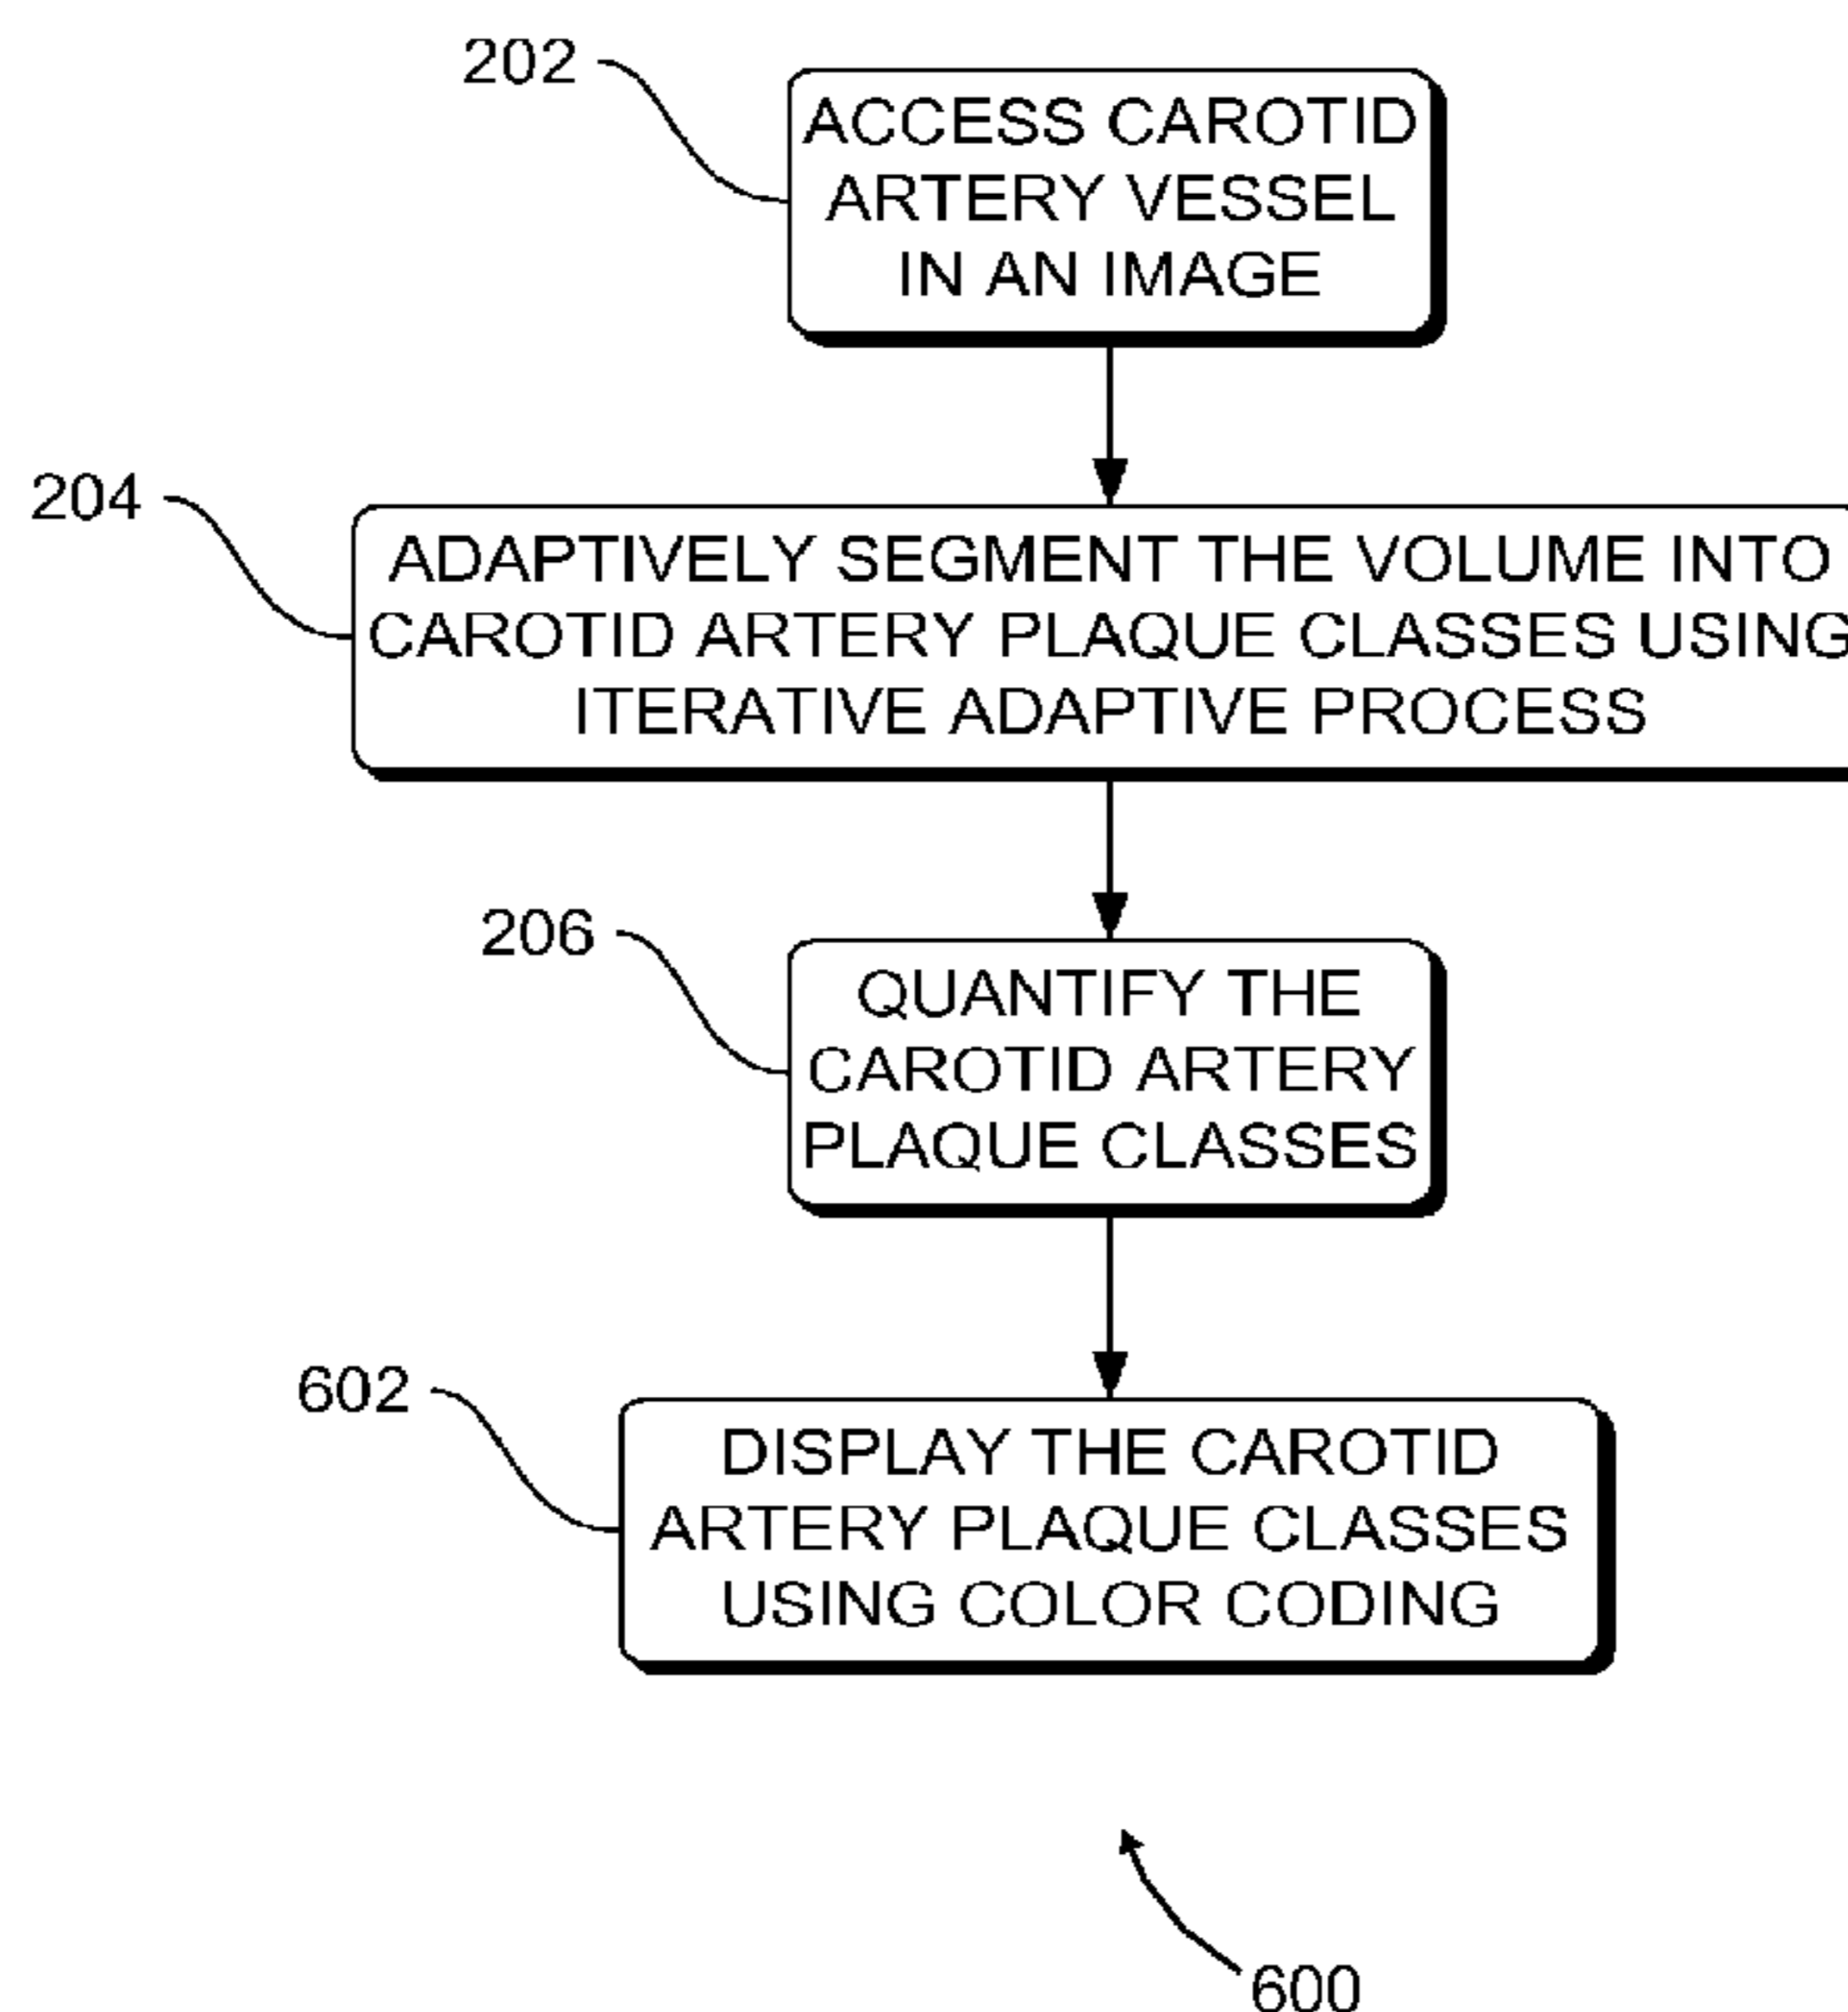 202
ACCESS CAROTID
ARTERY VESSEL
IN AN IMAGE
204
ADAPTIVELY SEGMENT THE VOLUME INTO
CAROTID ARTERY PLAQUE CLASSES USING
ITERATIVE ADAPTIVE PROCESS
206
QUANTIFY THE
CAROTID ARTERY
PLAQUE CLASSES
602
DISPLAY THE CAROTID
ARTERY PLAQUE CLASSES
USING COLOR CODING
600